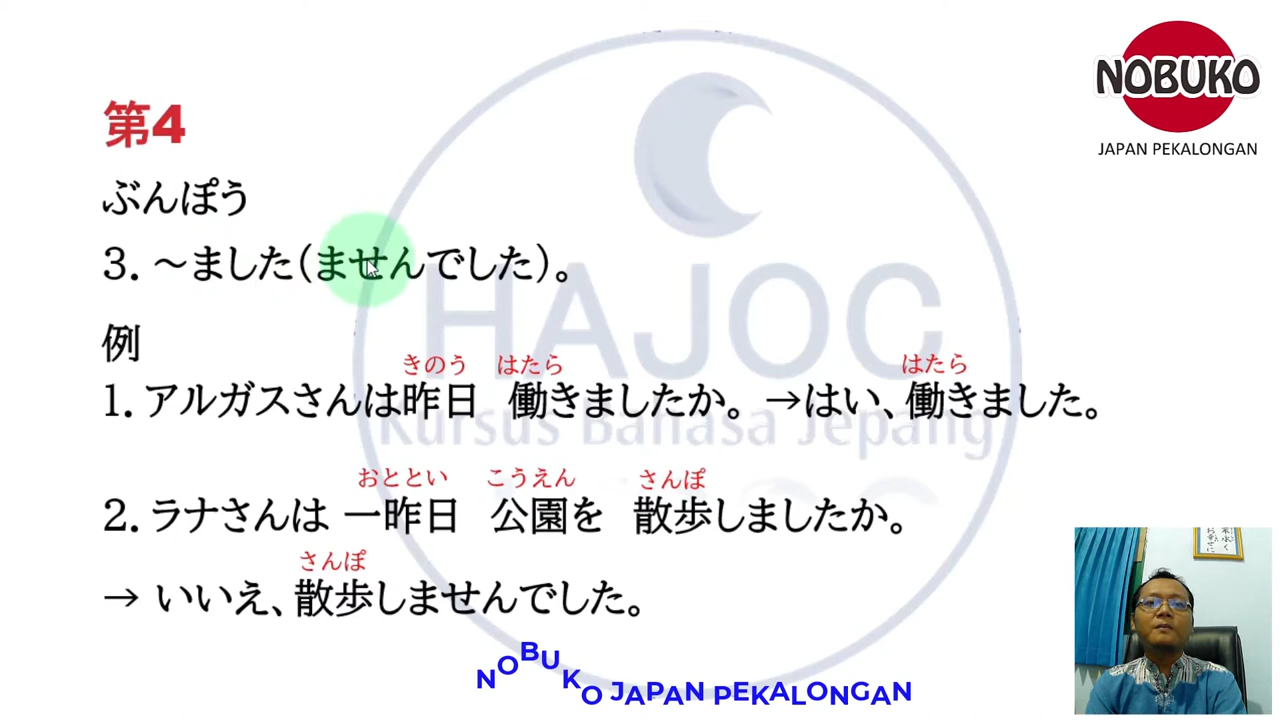 NOBUKO
JAPAN PEKALONGAN
第4
ぶんぽう
3. ～ました(ませんでした)。
例
きのう はたら はたら
1. アルガスさんは昨日 働きましたか。→はい、働きました。
おととい こうえん さんぽ
2. ラナさんは 一昨日 公園を 散歩しましたか。
さんぽ
→ いいえ、散歩しませんでした。
HAJOC
Kursus Bahasa Jepang
NOBUKO JAPAN PEKALONGAN